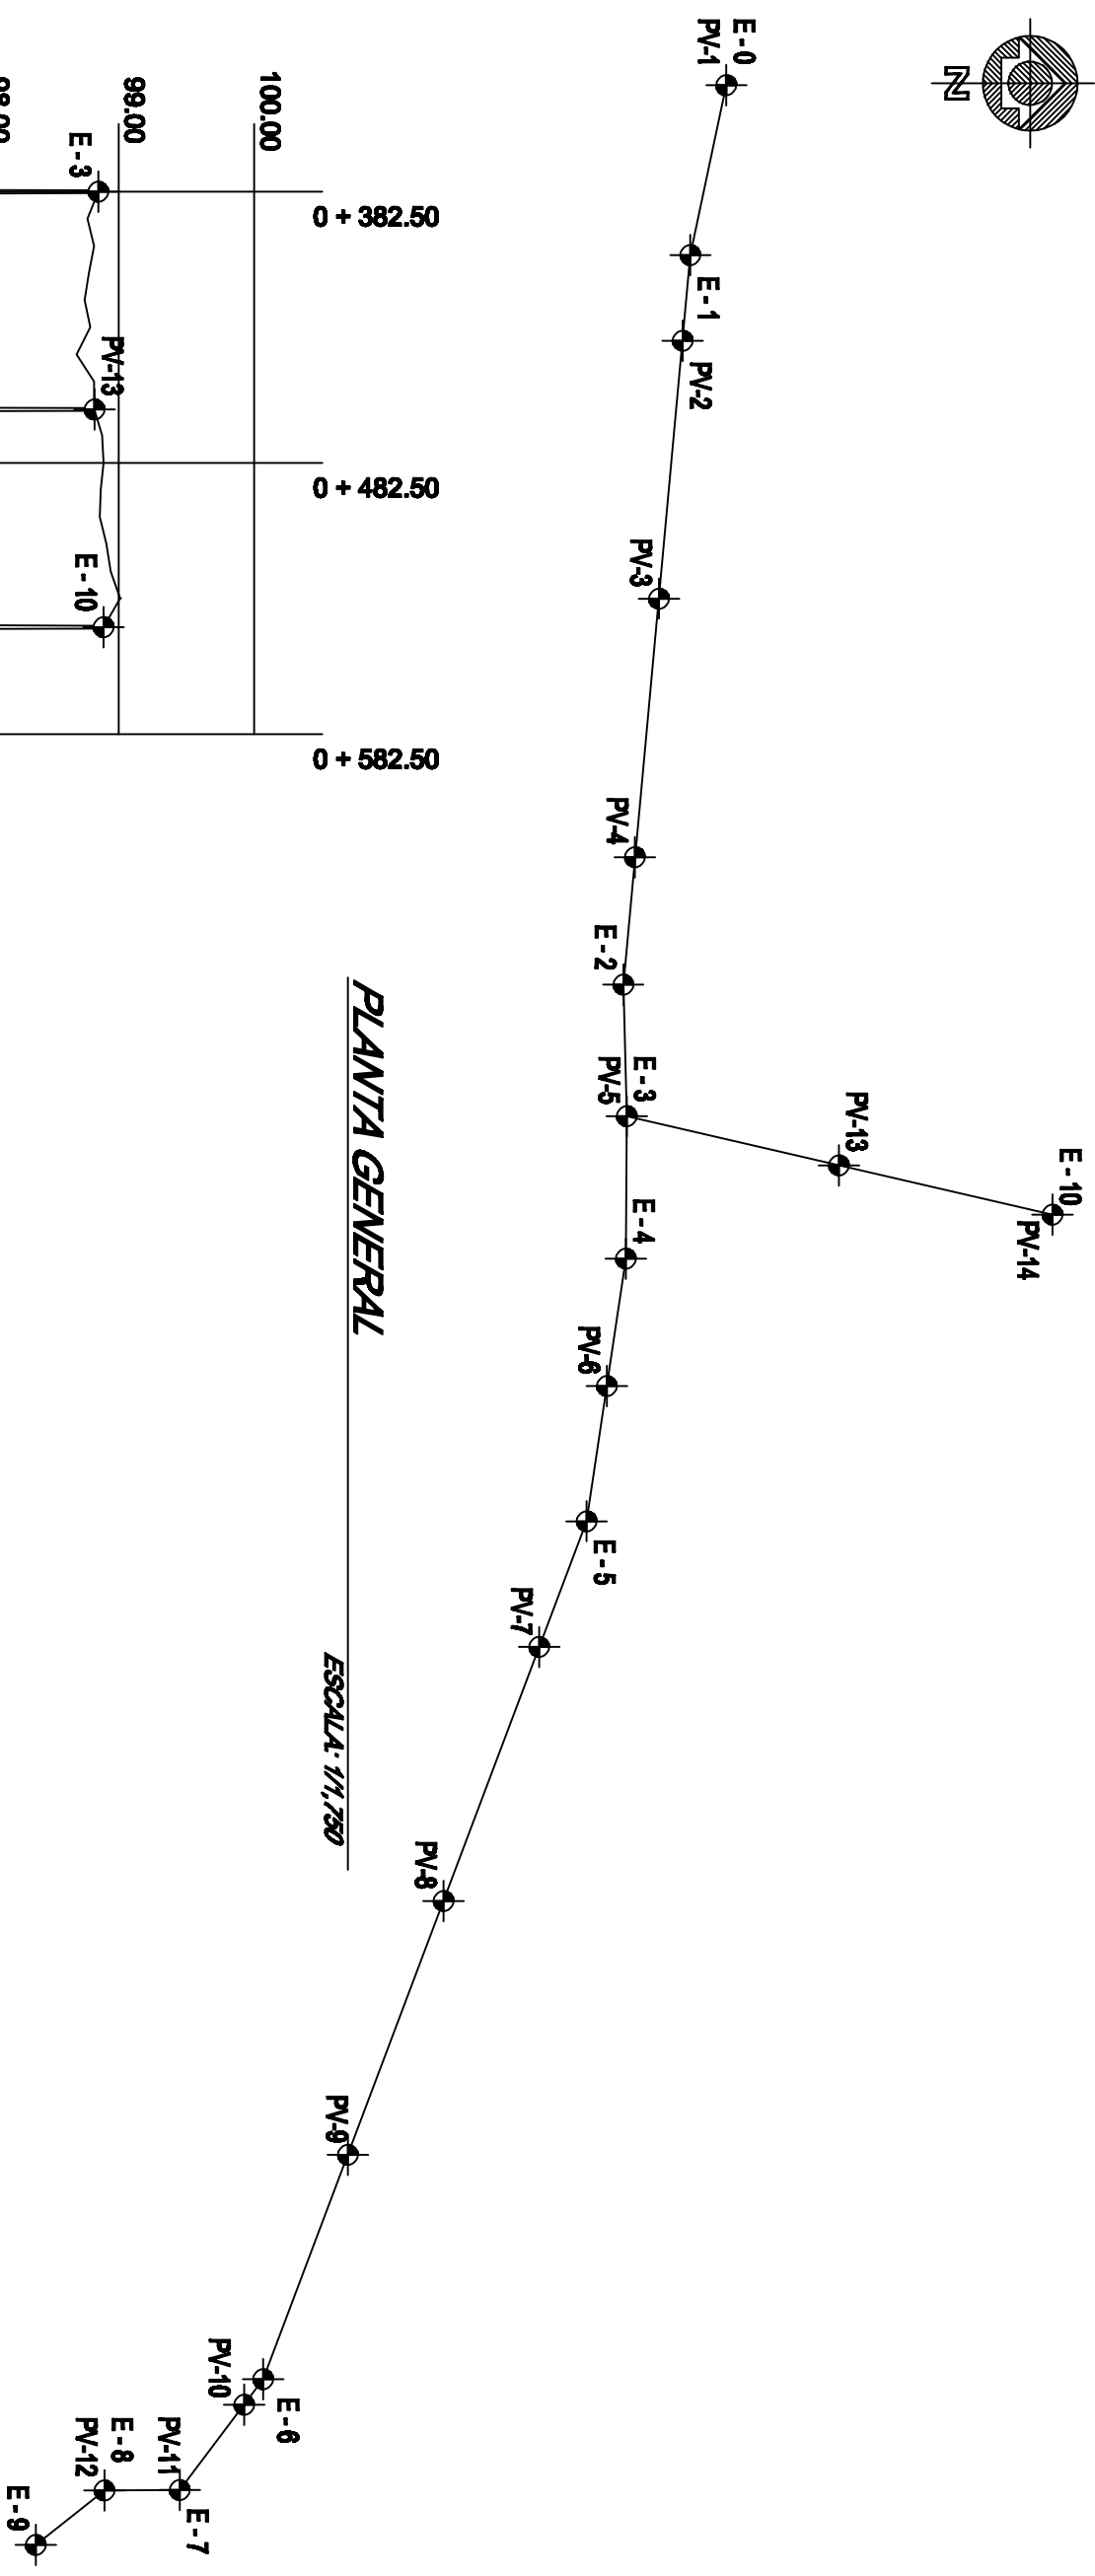 N
E - 0
PV-1
E - 1
PV-2
PV-3
PV-4
E - 2
E - 3
PV-5
PV-13
E - 10
PV-14
E - 4
PV-6
E - 5
PV-7
PV-8
PV-9
E - 6
PV-10
PV-11
E - 7
E - 8
PV-12
E - 9
0 + 382.50
0 + 482.50
0 + 582.50
100.00
99.00
E - 3
PV-13
E - 10
PLANTA GENERAL
ESCALA: 1/1,750